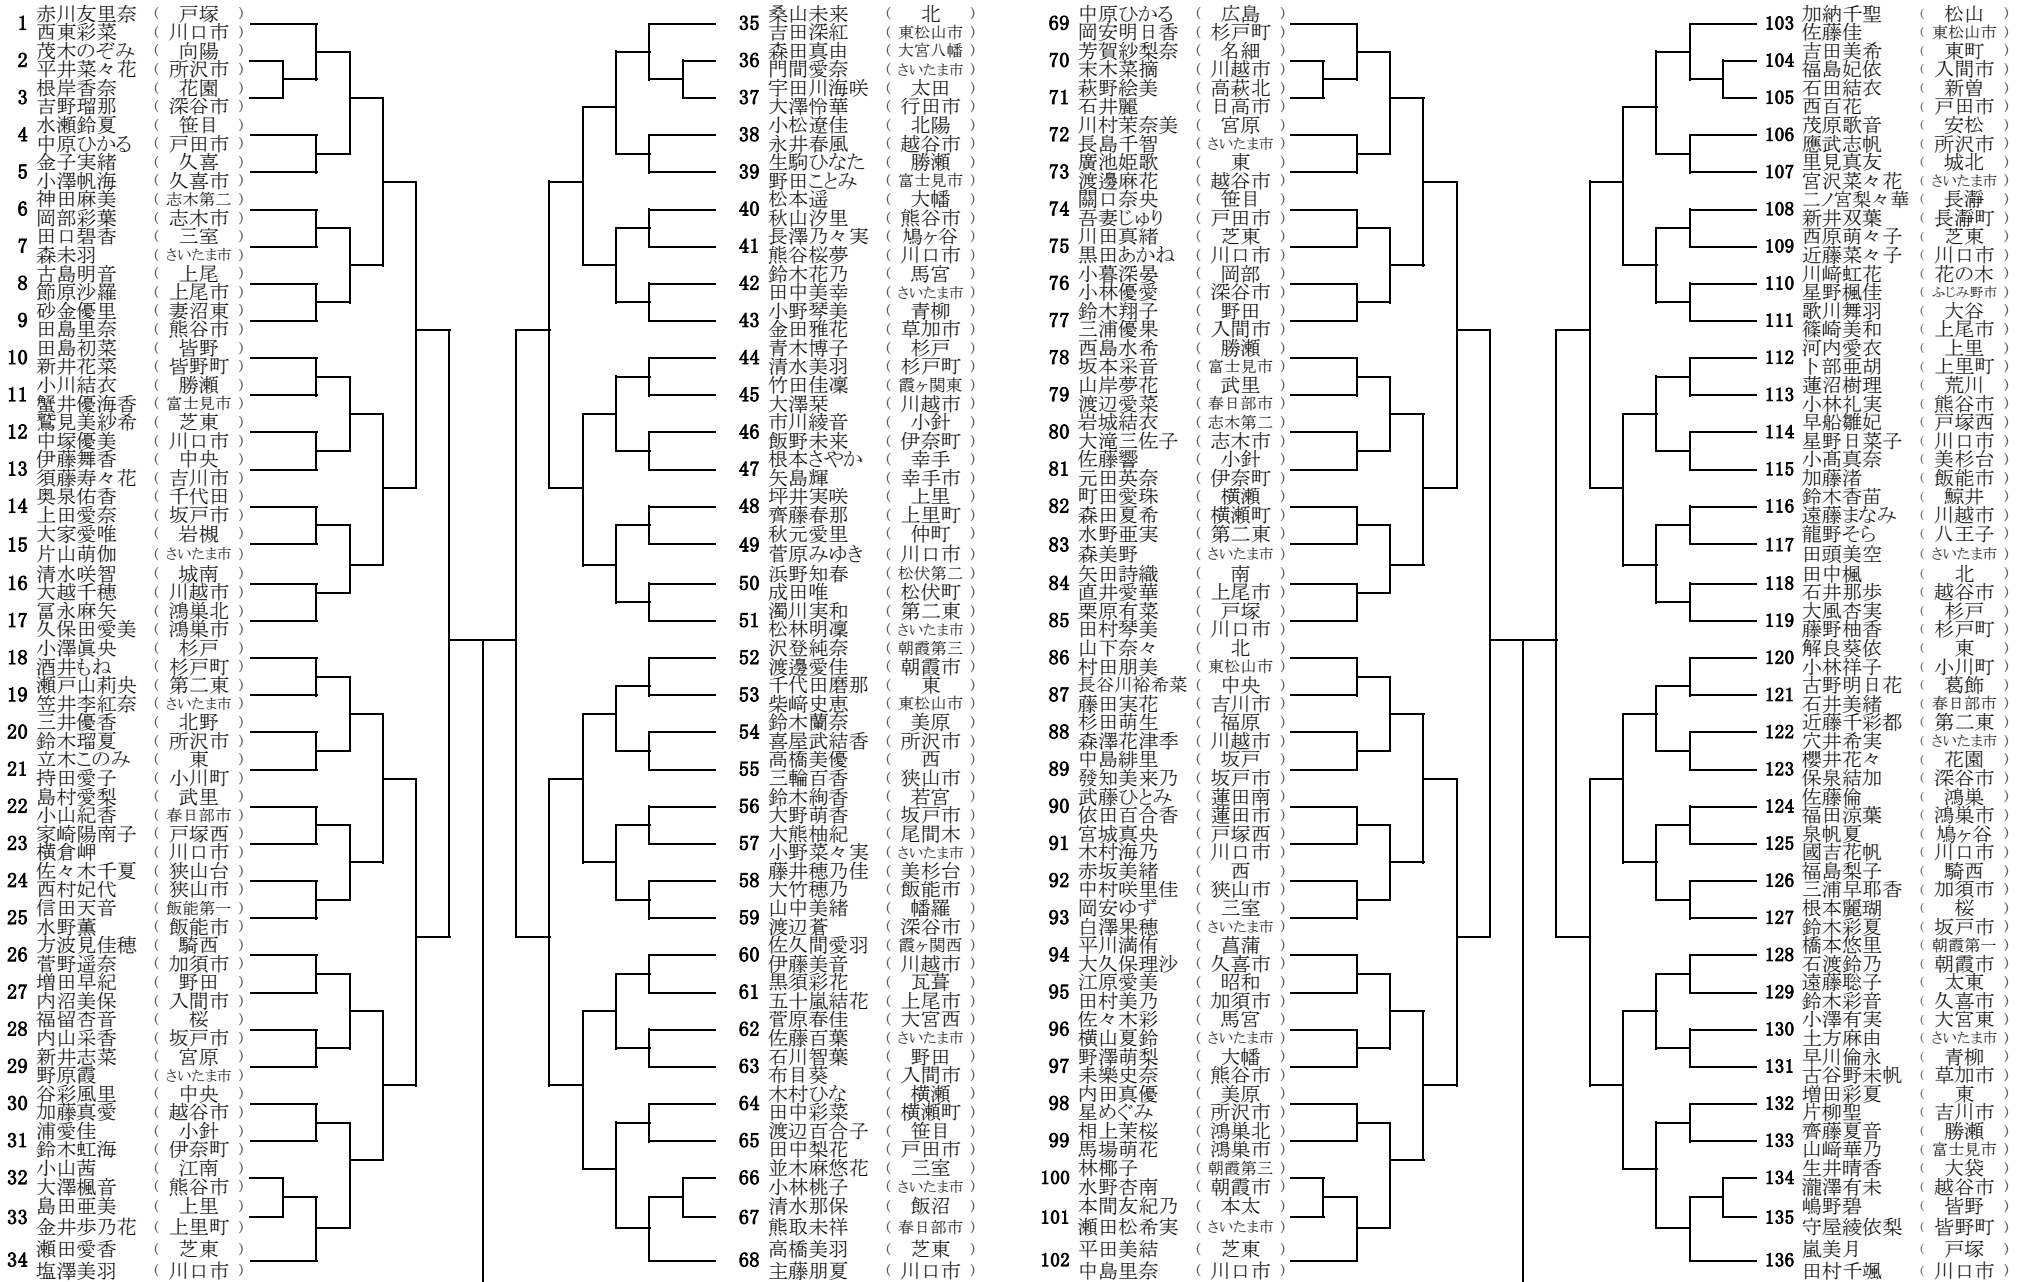 1 赤川友里奈 ( 戸塚 )
西東彩菜 ( 川口市 )
2 茂木のぞみ ( 向陽 )
平井菜々花 ( 所沢市 )
3 根岸香奈 ( 花園 )
吉野瑠那 ( 深谷市 )
4 水瀬鈴夏 ( 笹目 )
中原ひかる ( 戸田市 )
5 金子実緒 ( 久喜 )
小澤帆海 ( 久喜市 )
6 神田麻美 ( 志木第二 )
岡部彩葉 ( 志木市 )
7 田口碧香 ( 三室 )
森未羽 ( さいたま市 )
8 古島明音 ( 上尾 )
節原沙羅 ( 上尾市 )
9 砂金優里 ( 妻沼東 )
田島里奈 ( 熊谷市 )
10 田島初菜 ( 皆野 )
新井花菜 ( 皆野町 )
11 小川結衣 ( 勝瀬 )
蟹井優海香 ( 富士見市 )
12 鷲見美紗希 ( 芝東 )
中塚優美 ( 川口市 )
13 伊藤舞香 ( 中央 )
須藤寿々花 ( 吉川市 )
14 奥泉佑香 ( 千代田 )
上田愛奈 ( 坂戸市 )
15 大家愛唯 ( 岩槻 )
片山萌伽 ( さいたま市 )
16 清水咲智 ( 城南 )
大越千穂 ( 川越市 )
17 冨永麻矢 ( 鴻巣北 )
久保田愛美 ( 鴻巣市 )
18 小澤眞央 ( 杉戸 )
酒井もね ( 杉戸町 )
19 瀬戸山莉央 ( 第二東 )
笠井李紅奈 ( さいたま市 )
20 三井優香 ( 北野 )
鈴木瑠夏 ( 所沢市 )
21 立木このみ ( 東 )
持田愛子 ( 小川町 )
22 島村愛梨 ( 武里 )
小山紀香 ( 春日部市 )
23 家崎陽南子 ( 戸塚西 )
横倉岬 ( 川口市 )
24 佐々木千夏 ( 狭山台 )
西村妃代 ( 狭山市 )
25 信田天音 ( 飯能第一 )
水野薫 ( 飯能市 )
26 方波見佳穂 ( 騎西 )
菅野遥奈 ( 加須市 )
27 増田早紀 ( 野田 )
内沼美保 ( 入間市 )
28 福留杏音 ( 桜 )
内山采香 ( 坂戸市 )
29 新井志菜 ( 宮原 )
野原霞 ( さいたま市 )
30 谷彩風里 ( 中央 )
加藤真愛 ( 越谷市 )
31 浦愛佳 ( 小針 )
鈴木虹海 ( 伊奈町 )
32 小山茜 ( 江南 )
大澤楓音 ( 熊谷市 )
33 島田亜美 ( 上里 )
金井歩乃花 ( 上里町 )
34 瀬田愛香 ( 芝東 )
塩澤美羽 ( 川口市 )
35 桑山未来 ( 北 )
吉田深紅 ( 東松山市 )
36 森田真由 ( 大宮八幡 )
門間愛奈 ( さいたま市 )
37 宇田川海咲 ( 太田 )
大澤怜華 ( 行田市 )
38 小松遼佳 ( 北陽 )
永井春風 ( 越谷市 )
39 生駒ひなた ( 勝瀬 )
野田ことみ ( 富士見市 )
40 松本遥 ( 大幡 )
秋山汐里 ( 熊谷市 )
41 長澤乃々実 ( 鳩ヶ谷 )
熊谷桜夢 ( 川口市 )
42 鈴木花乃 ( 馬宮 )
田中美幸 ( さいたま市 )
43 小野琴美 ( 青柳 )
金田雅花 ( 草加市 )
44 青木博子 ( 杉戸 )
清水美羽 ( 杉戸町 )
45 竹田佳凜 ( 霞ヶ関東 )
大澤栞 ( 川越市 )
46 市川綾音 ( 小針 )
飯野未来 ( 伊奈町 )
47 根本さやか ( 幸手 )
矢島輝 ( 幸手市 )
48 坪井実咲 ( 上里 )
齊藤春那 ( 上里町 )
49 秋元愛里 ( 仲町 )
菅原みゆき ( 川口市 )
50 浜野知春 ( 松伏第二 )
成田唯 ( 松伏町 )
51 濁川実和 ( 第二東 )
松林明凜 ( さいたま市 )
52 沢登純奈 ( 朝霞第三 )
渡邊愛佳 ( 朝霞市 )
53 千代田磨那 ( 東 )
柴﨑史恵 ( 東松山市 )
54 鈴木蘭奈 ( 美原 )
喜屋武結香 ( 所沢市 )
55 高橋美優 ( 西 )
三輪百香 ( 狭山市 )
56 鈴木絢香 ( 若宮 )
大野萌香 ( 坂戸市 )
57 大熊柚紀 ( 尾間木 )
小野菜々実 ( さいたま市 )
58 藤井穂乃佳 ( 美杉台 )
大竹穂乃 ( 飯能市 )
59 山中美緒 ( 幡羅 )
渡辺蒼 ( 深谷市 )
60 佐久間愛羽 ( 霞ヶ関西 )
伊藤美音 ( 川越市 )
61 黒須彩花 ( 瓦葺 )
五十嵐結花 ( 上尾市 )
62 菅原春佳 ( 大宮西 )
佐藤百葉 ( さいたま市 )
63 石川智葉 ( 野田 )
布目葵 ( 入間市 )
64 木村ひな ( 横瀬 )
田中彩菜 ( 横瀬町 )
65 渡辺百合子 ( 笹目 )
田中梨花 ( 戸田市 )
66 並木麻悠花 ( 三室 )
小林桃子 ( さいたま市 )
67 清水那保 ( 飯沼 )
熊取未祥 ( 春日部市 )
68 高橋美羽 ( 芝東 )
主藤朋夏 ( 川口市 )
69 中原ひかる ( 広島 )
岡安明日香 ( 杉戸町 )
70 芳賀紗梨奈 ( 名細 )
末木菜摘 ( 川越市 )
71 萩野絵美 ( 高萩北 )
石井麗 ( 日高市 )
72 川村茉奈美 ( 宮原 )
長島千智 ( さいたま市 )
73 廣池姫歌 ( 東 )
渡邉麻花 ( 越谷市 )
74 關口奈央 ( 笹目 )
吾妻じゅり ( 戸田市 )
75 川田真緒 ( 芝東 )
黒田あかね ( 川口市 )
76 小暮深晏 ( 岡部 )
小林優愛 ( 深谷市 )
77 鈴木翔子 ( 野田 )
三浦優果 ( 入間市 )
78 西島水希 ( 勝瀬 )
坂本采音 ( 富士見市 )
79 山岸夢花 ( 武里 )
渡辺愛菜 ( 春日部市 )
80 岩城結衣 ( 志木第二 )
大滝三佐子 ( 志木市 )
81 佐藤響 ( 小針 )
元田英奈 ( 伊奈町 )
82 町田愛珠 ( 横瀬 )
森田夏希 ( 横瀬町 )
83 水野亜実 ( 第二東 )
森美野 ( さいたま市 )
84 矢田詩織 ( 南 )
直井愛華 ( 上尾市 )
85 栗原有菜 ( 戸塚 )
田村琴美 ( 川口市 )
86 山下奈々 ( 北 )
村田朋美 ( 東松山市 )
87 長谷川裕希菜 ( 中央 )
藤田実花 ( 吉川市 )
88 杉田萌生 ( 福原 )
森澤花津季 ( 川越市 )
89 中島緋里 ( 坂戸 )
發知美来乃 ( 坂戸市 )
90 武藤ひとみ ( 蓮田南 )
依田百合香 ( 蓮田市 )
91 宮城真央 ( 戸塚西 )
木村海乃 ( 川口市 )
92 赤坂美緒 ( 西 )
中村咲里佳 ( 狭山市 )
93 岡安ゆず ( 三室 )
白澤果穂 ( さいたま市 )
94 平川満侑 ( 菖蒲 )
大久保理沙 ( 久喜市 )
95 江原愛美 ( 昭和 )
田村美乃 ( 加須市 )
96 佐々木彩 ( 馬宮 )
横山夏鈴 ( さいたま市 )
97 野澤萌梨 ( 大幡 )
耒樂史奈 ( 熊谷市 )
98 内田真優 ( 美原 )
星めぐみ ( 所沢市 )
99 相上茉桜 ( 鴻巣北 )
馬場萌花 ( 鴻巣市 )
100 林椰子 ( 朝霞第三 )
水野杏南 ( 朝霞市 )
101 本間友紀乃 ( 本太 )
瀬田松希実 ( さいたま市 )
102 平田美結 ( 芝東 )
中島里奈 ( 川口市 )
103 加納千聖 ( 松山 )
佐藤佳 ( 東松山市 )
104 吉田美希 ( 東町 )
福島妃依 ( 入間市 )
105 石田結衣 ( 新曽 )
西百花 ( 戸田市 )
106 茂原歌音 ( 安松 )
應武志帆 ( 所沢市 )
107 里見真友 ( 城北 )
宮沢菜々花 ( さいたま市 )
108 二ノ宮梨々華 ( 長瀞 )
新井双葉 ( 長瀞町 )
109 西原萌々子 ( 芝東 )
近藤菜々子 ( 川口市 )
110 川﨑虹花 ( 花の木 )
星野楓佳 ( ふじみ野市 )
111 歌川舞羽 ( 大谷 )
篠崎美和 ( 上尾市 )
112 河内愛衣 ( 上里 )
卜部亜胡 ( 上里町 )
113 蓮沼樹理 ( 荒川 )
小林礼実 ( 熊谷市 )
114 早船雛妃 ( 戸塚西 )
星野日菜子 ( 川口市 )
115 小髙真奈 ( 美杉台 )
加藤渚 ( 飯能市 )
116 鈴木香苗 ( 鯨井 )
遠藤まなみ ( 川越市 )
117 龍野そら ( 八王子 )
田頭美空 ( さいたま市 )
118 田中楓 ( 北 )
石井那歩 ( 越谷市 )
119 大風杏実 ( 杉戸 )
藤野柚香 ( 杉戸町 )
120 解良葵依 ( 東 )
小林祥子 ( 小川町 )
121 古野明日花 ( 葛飾 )
石井美緒 ( 春日部市 )
122 近藤千彩都 ( 第二東 )
穴井希実 ( さいたま市 )
123 櫻井花々 ( 花園 )
保泉結加 ( 深谷市 )
124 佐藤倫 ( 鴻巣 )
福田涼葉 ( 鴻巣市 )
125 泉帆夏 ( 鳩ヶ谷 )
國吉花帆 ( 川口市 )
126 福島梨子 ( 騎西 )
三浦早耶香 ( 加須市 )
127 根本麗瑚 ( 桜 )
鈴木彩夏 ( 坂戸市 )
128 橋本悠里 ( 朝霞第一 )
石渡鈴乃 ( 朝霞市 )
129 遠藤聡子 ( 太東 )
鈴木彩音 ( 久喜市 )
130 小澤有実 ( 大宮東 )
土方麻由 ( さいたま市 )
131 早川倫永 ( 青柳 )
古谷野未帆 ( 草加市 )
132 増田彩夏 ( 東 )
片柳聖 ( 吉川市 )
133 齊藤夏音 ( 勝瀬 )
山﨑華乃 ( 富士見市 )
134 生井晴香 ( 大袋 )
瀧澤有未 ( 越谷市 )
135 嶋野碧 ( 皆野 )
守屋綾依梨 ( 皆野町 )
136 嵐美月 ( 戸塚 )
田村千颯 ( 川口市 )